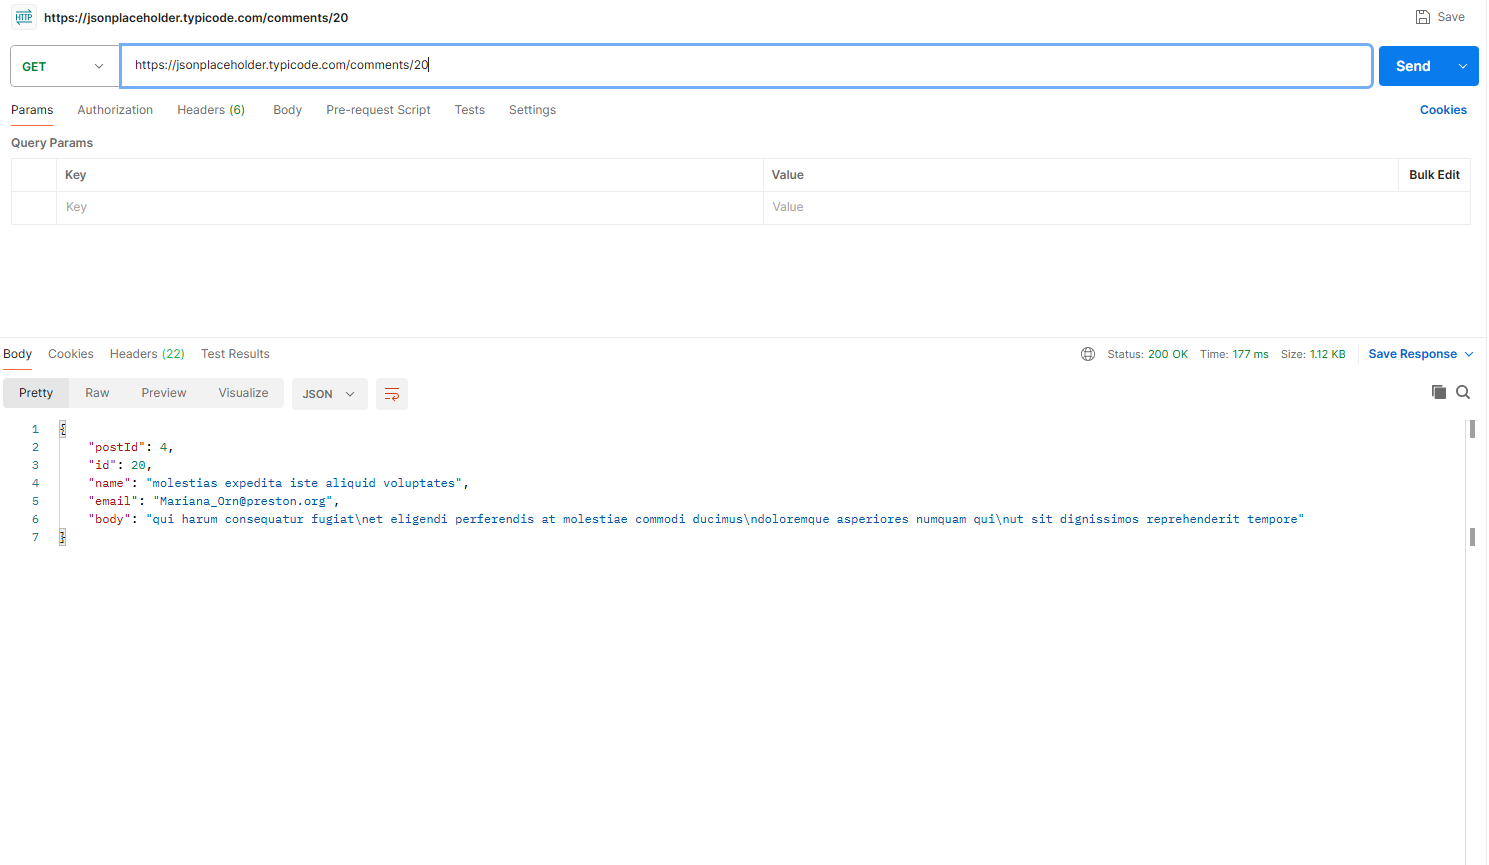 HTTP https://jsonplaceholder.typicode.com/comments/20 Save
GET https://jsonplaceholder.typicode.com/comments/20 Send
Params Authorization Headers (6) Body Pre-request Script Tests Settings Cookies
Query Params
Key Value Bulk Edit
Key Value
Body Cookies Headers (22) Test Results Status: 200 OK Time: 177 ms Size: 1.12 KB Save Response
Pretty Raw Preview Visualize JSON
1 {
2 "postId": 4,
3 "id": 20,
4 "name": "molestias expedita iste aliquid voluptates",
5 "email": "Mariana_Orn@preston.org",
6 "body": "qui harum consequatur fugiat\net eligendi perferendis at molestiae commodi ducimus\ndoloremque asperiores numquam qui\nut sit dignissimos reprehenderit tempore"
7 }